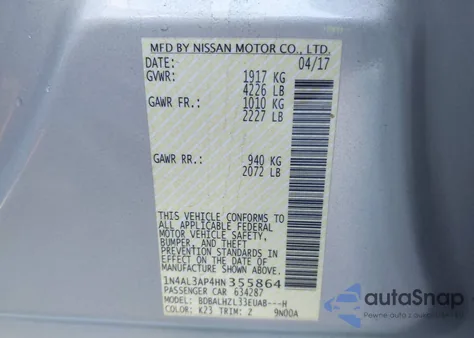 MFD BY NISSAN MOTOR CO., LTD.
DATE: 04/17
GVWR: 1917 KG
4226 LB
GAWR FR.: 1010 KG
2227 LB
GAWR RR.: 940 KG
2072 LB
THIS VEHICLE CONFORMS TO
ALL APPLICABLE FEDERAL
MOTOR VEHICLE SAFETY,
BUMPER, AND THEFT
PREVENTION STANDARDS
IN EFFECT ON THE DATE OF
MANUFACTURE SHOWN ABOVE.
1N4AL3AP4HN355864
PASSENGER CAR 634287
MODEL: BDBALHZL33EUAB---H
COLOR: K23 TRIM: Z 9N00A
autoSnap